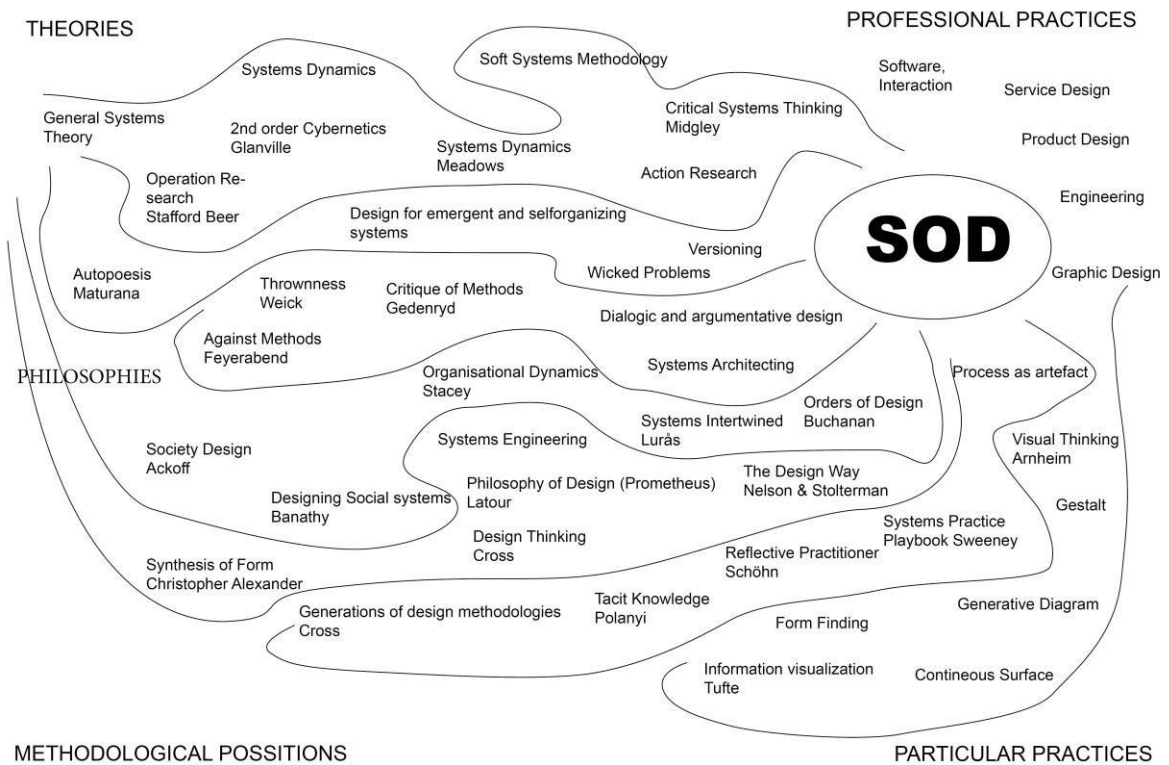 THEORIES
PROFESSIONAL PRACTICES
Systems Dynamics
Soft Systems Methodology
Software,
Interaction
Service Design
General Systems
Theory
2nd order Cybernetics
Glanville
Systems Dynamics
Meadows
Critical Systems Thinking
Midgley
Product Design
Operation Re-
search
Stafford Beer
Action Research
Engineering
Design for emergent and selforganizing
systems
Versioning
SOD
Autopoesis
Maturana
Thrownness
Weick
Critique of Methods
Gedenryd
Wicked Problems
Graphic Design
Against Methods
Feyerabend
Dialogic and argumentative design
PHILOSOPHIES
Organisational Dynamics
Stacey
Systems Architecting
Process as artefact
Society Design
Ackoff
Systems Engineering
Systems Intertwined
Lurås
Orders of Design
Buchanan
Visual Thinking
Arnheim
Designing Social systems
Banathy
Philosophy of Design (Prometheus)
Latour
The Design Way
Nelson & Stolterman
Gestalt
Design Thinking
Cross
Systems Practice
Playbook Sweeney
Synthesis of Form
Christopher Alexander
Reflective Practitioner
Schöhn
Generations of design methodologies
Cross
Tacit Knowledge
Polanyi
Form Finding
Generative Diagram
Information visualization
Tufte
Contineous Surface
METHODOLOGICAL POSSITIONS
PARTICULAR PRACTICES